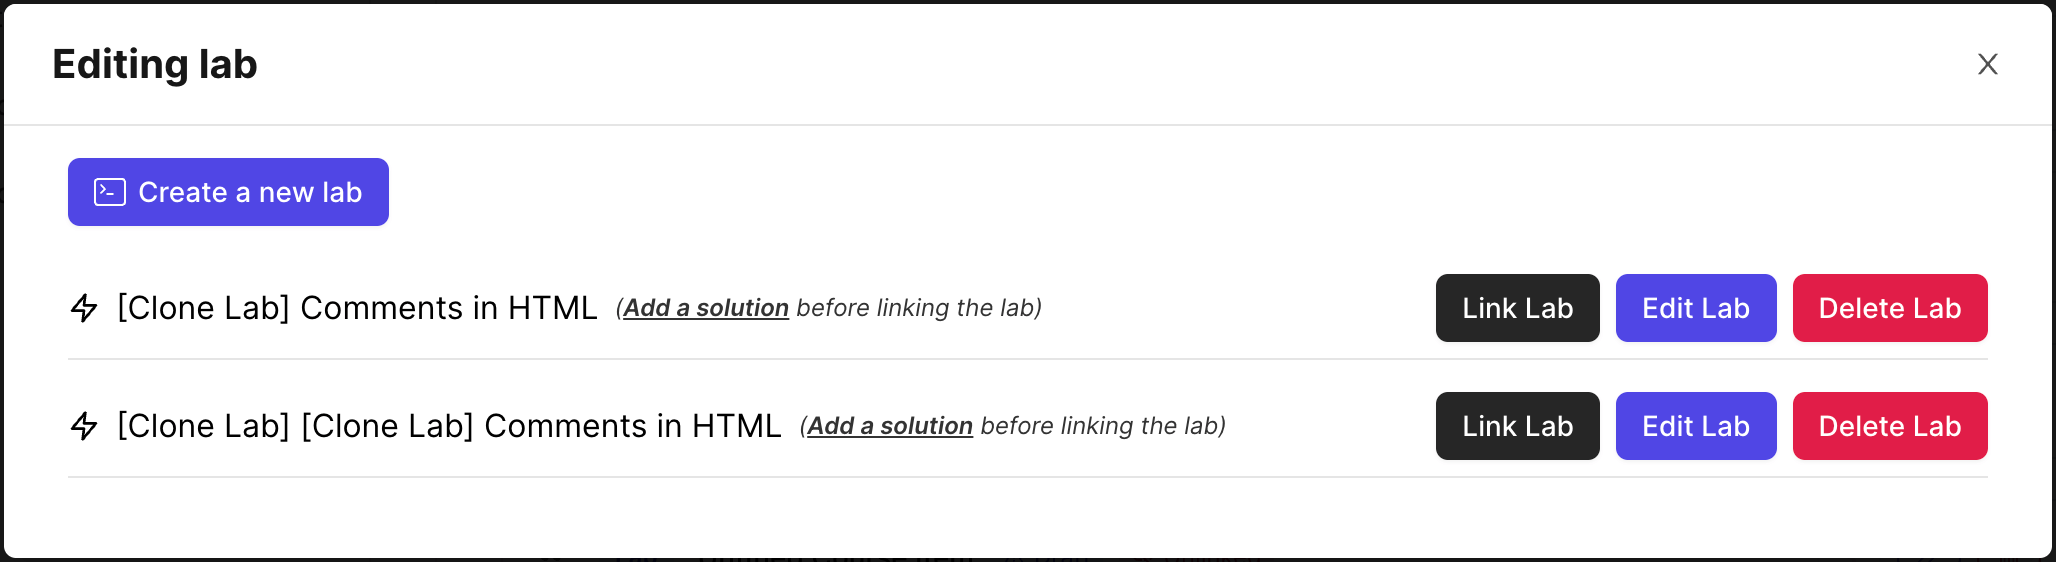 Editing lab
Create a new lab
[Clone Lab] Comments in HTML (Add a solution before linking the lab) Link Lab Edit Lab Delete Lab
[Clone Lab] [Clone Lab] Comments in HTML (Add a solution before linking the lab) Link Lab Edit Lab Delete Lab